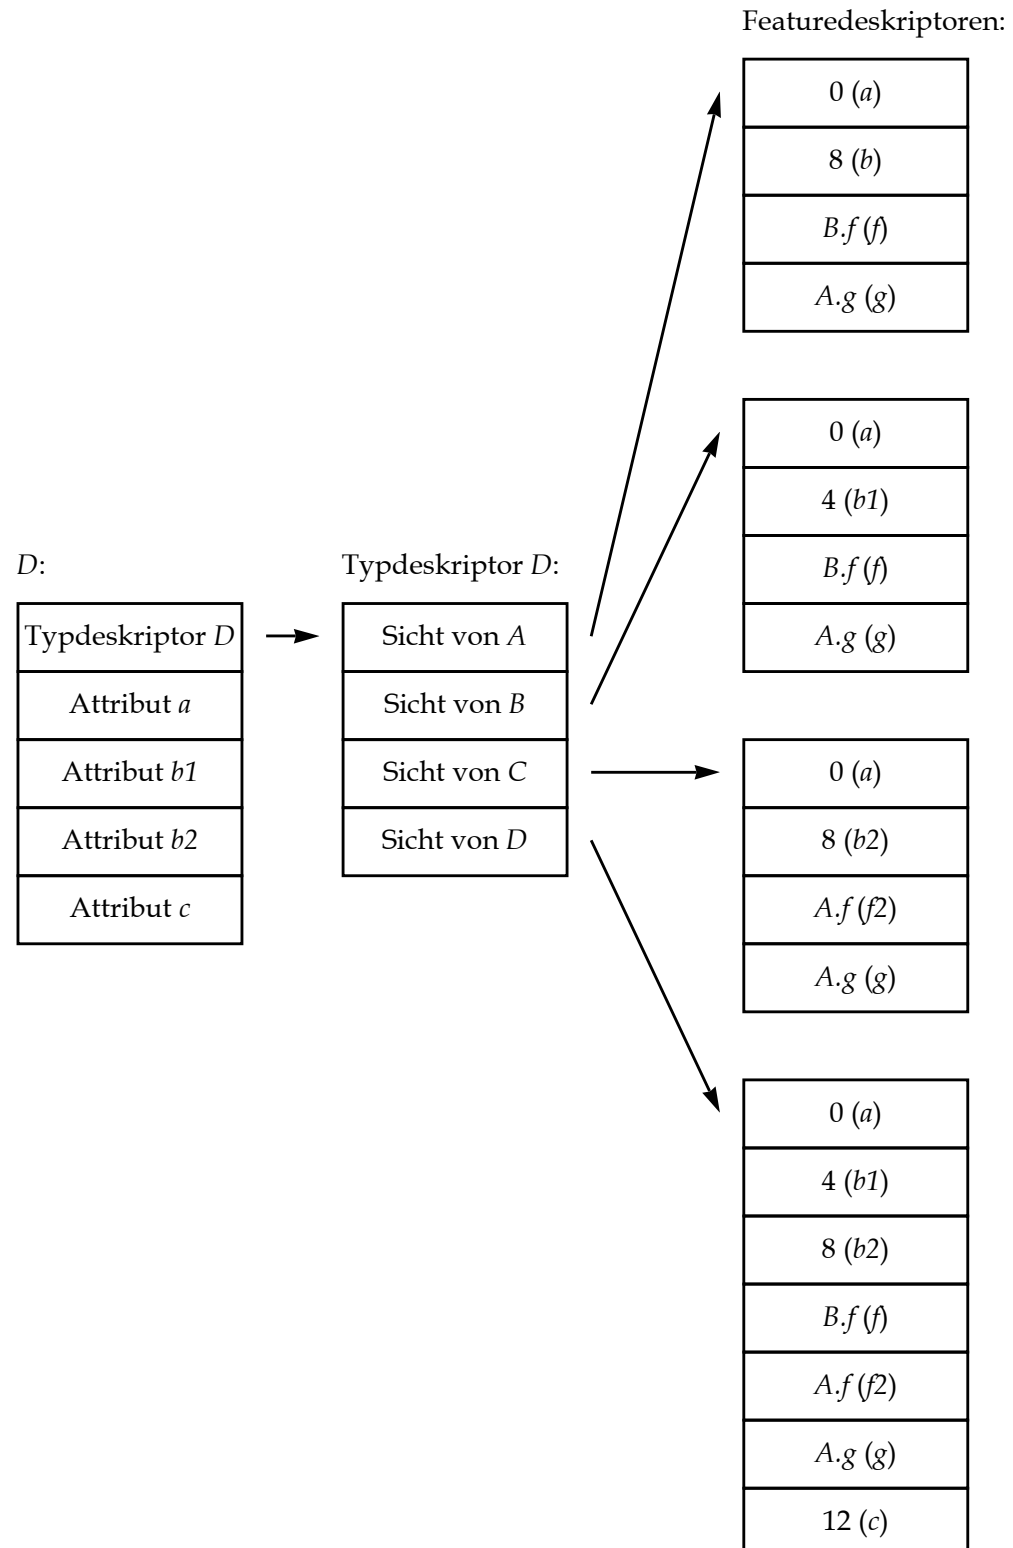 Featuredeskriptoren:
0 (a)
8 (b)
B.f (f)
A.g (g)
0 (a)
4 (b1)
B.f (f)
A.g (g)
D:
Typdeskriptor D
Attribut a
Attribut b1
Attribut b2
Attribut c
Typdeskriptor D:
Sicht von A
Sicht von B
Sicht von C
Sicht von D
0 (a)
8 (b2)
A.f (f2)
A.g (g)
0 (a)
4 (b1)
8 (b2)
B.f (f)
A.f (f2)
A.g (g)
12 (c)